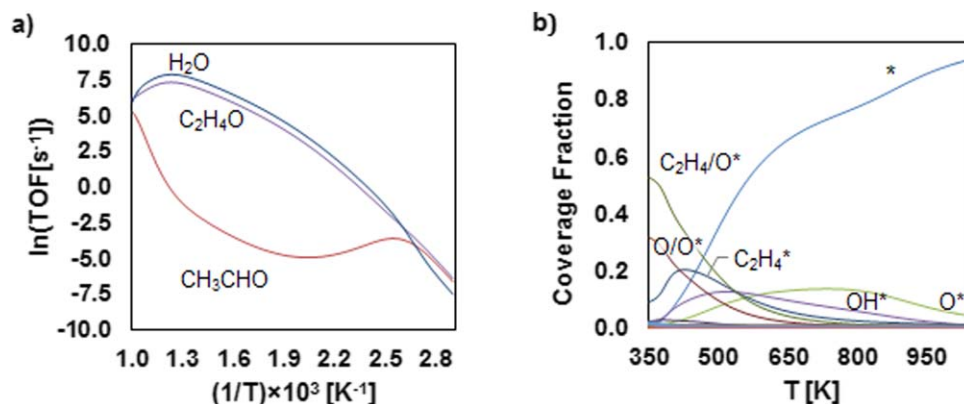 a)
10.0
7.5
5.0
2.5
0.0
-2.5
-5.0
-7.5
-10.0
ln(TOF[s⁻¹])
H₂O
C₂H₄O
CH₃CHO
1.0 1.3 1.6 1.9 2.2 2.5 2.8
(1/T)×10³ [K⁻¹]
b)
1.0
0.8
0.6
0.4
0.2
0.0
Coverage Fraction
*
C₂H₄/O*
O/O*
C₂H₄*
OH*
O*
350 500 650 800 950
T [K]